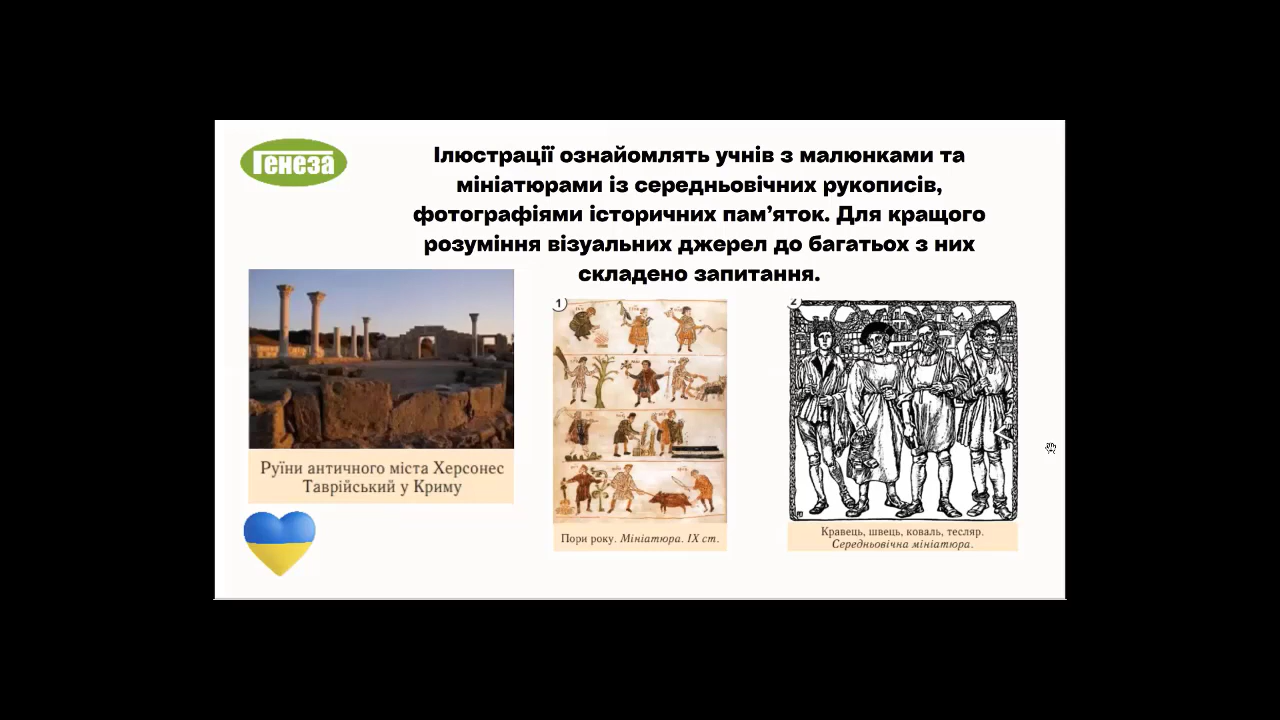 Генеза
Ілюстрації ознайомлять учнів з малюнками та
мініатюрами із середньовічних рукописів,
фотографіями історичних пам’яток. Для кращого
розуміння візуальних джерел до багатьох з них
складено запитання.
Руїни античного міста Херсонес
Таврійський у Криму
1
Пори року. Мініатюра. IX ст.
2
Кравець, швець, коваль, тесляр.
Середньовічна мініатюра.